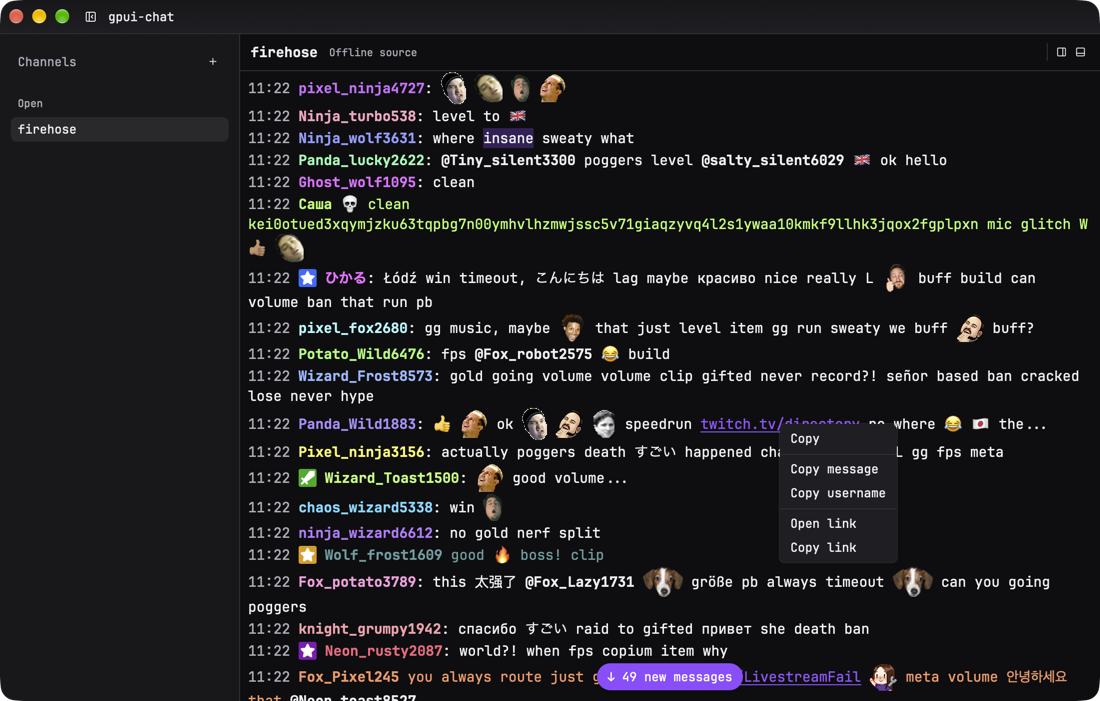 gpui-chat
Channels +
Open
firehose
firehose Offline source
11:22 pixel_ninja4727:
11:22 Ninja_turbo538: level to 🇬🇧
11:22 Ninja_wolf3631: where insane sweaty what
11:22 Panda_lucky2622: @Tiny_silent3300 poggers level @salty_silent6029 🇬🇧 ok hello
11:22 Ghost_wolf1095: clean
11:22 Саша 💀 clean
kei0otued3xqymjzku63tqpbg7n00ymhvlhzmwjssc5v71giaqzyvq4l2s1ywaa10kmkf9llhk3jqox2fgplpxn mic glitch W
👍🏽
11:22 ひかる: Łódź win timeout, こんにちは lag maybe красиво nice really L buff build can
volume ban that run pb
11:22 pixel_fox2680: gg music, maybe that just level item gg run sweaty we buff buff?
11:22 Potato_Wild6476: fps @Fox_robot2575 😂 build
11:22 Wizard_Frost8573: gold going volume volume clip gifted never record?! señor based ban cracked
lose never hype
11:22 Panda_Wild1883: 👍 ok speedrun twitch.tv/directory no where 😂 🇯🇵 the...
11:22 Pixel_ninja3156: actually poggers death すごい happened L gg fps meta
11:22 Wizard_Toast1500: good volume...
11:22 chaos_wizard5338: win
11:22 ninja_wizard6612: no gold nerf split
11:22 Wolf_frost1609 good 🔥 boss! clip
11:22 Fox_potato3789: this 太强了 @Fox_Lazy1731 größe pb always timeout can you going
poggers
11:22 knight_grumpy1942: спасибо すごい raid to gifted привет she death ban
11:22 Neon_rusty2087: world?! when fps copium item why
11:22 Fox_Pixel245 you always route just LivestreamFail meta volume 안녕하세요
that @Neon_toast8527
Copy
Copy message
Copy username
Open link
Copy link
↓ 49 new messages